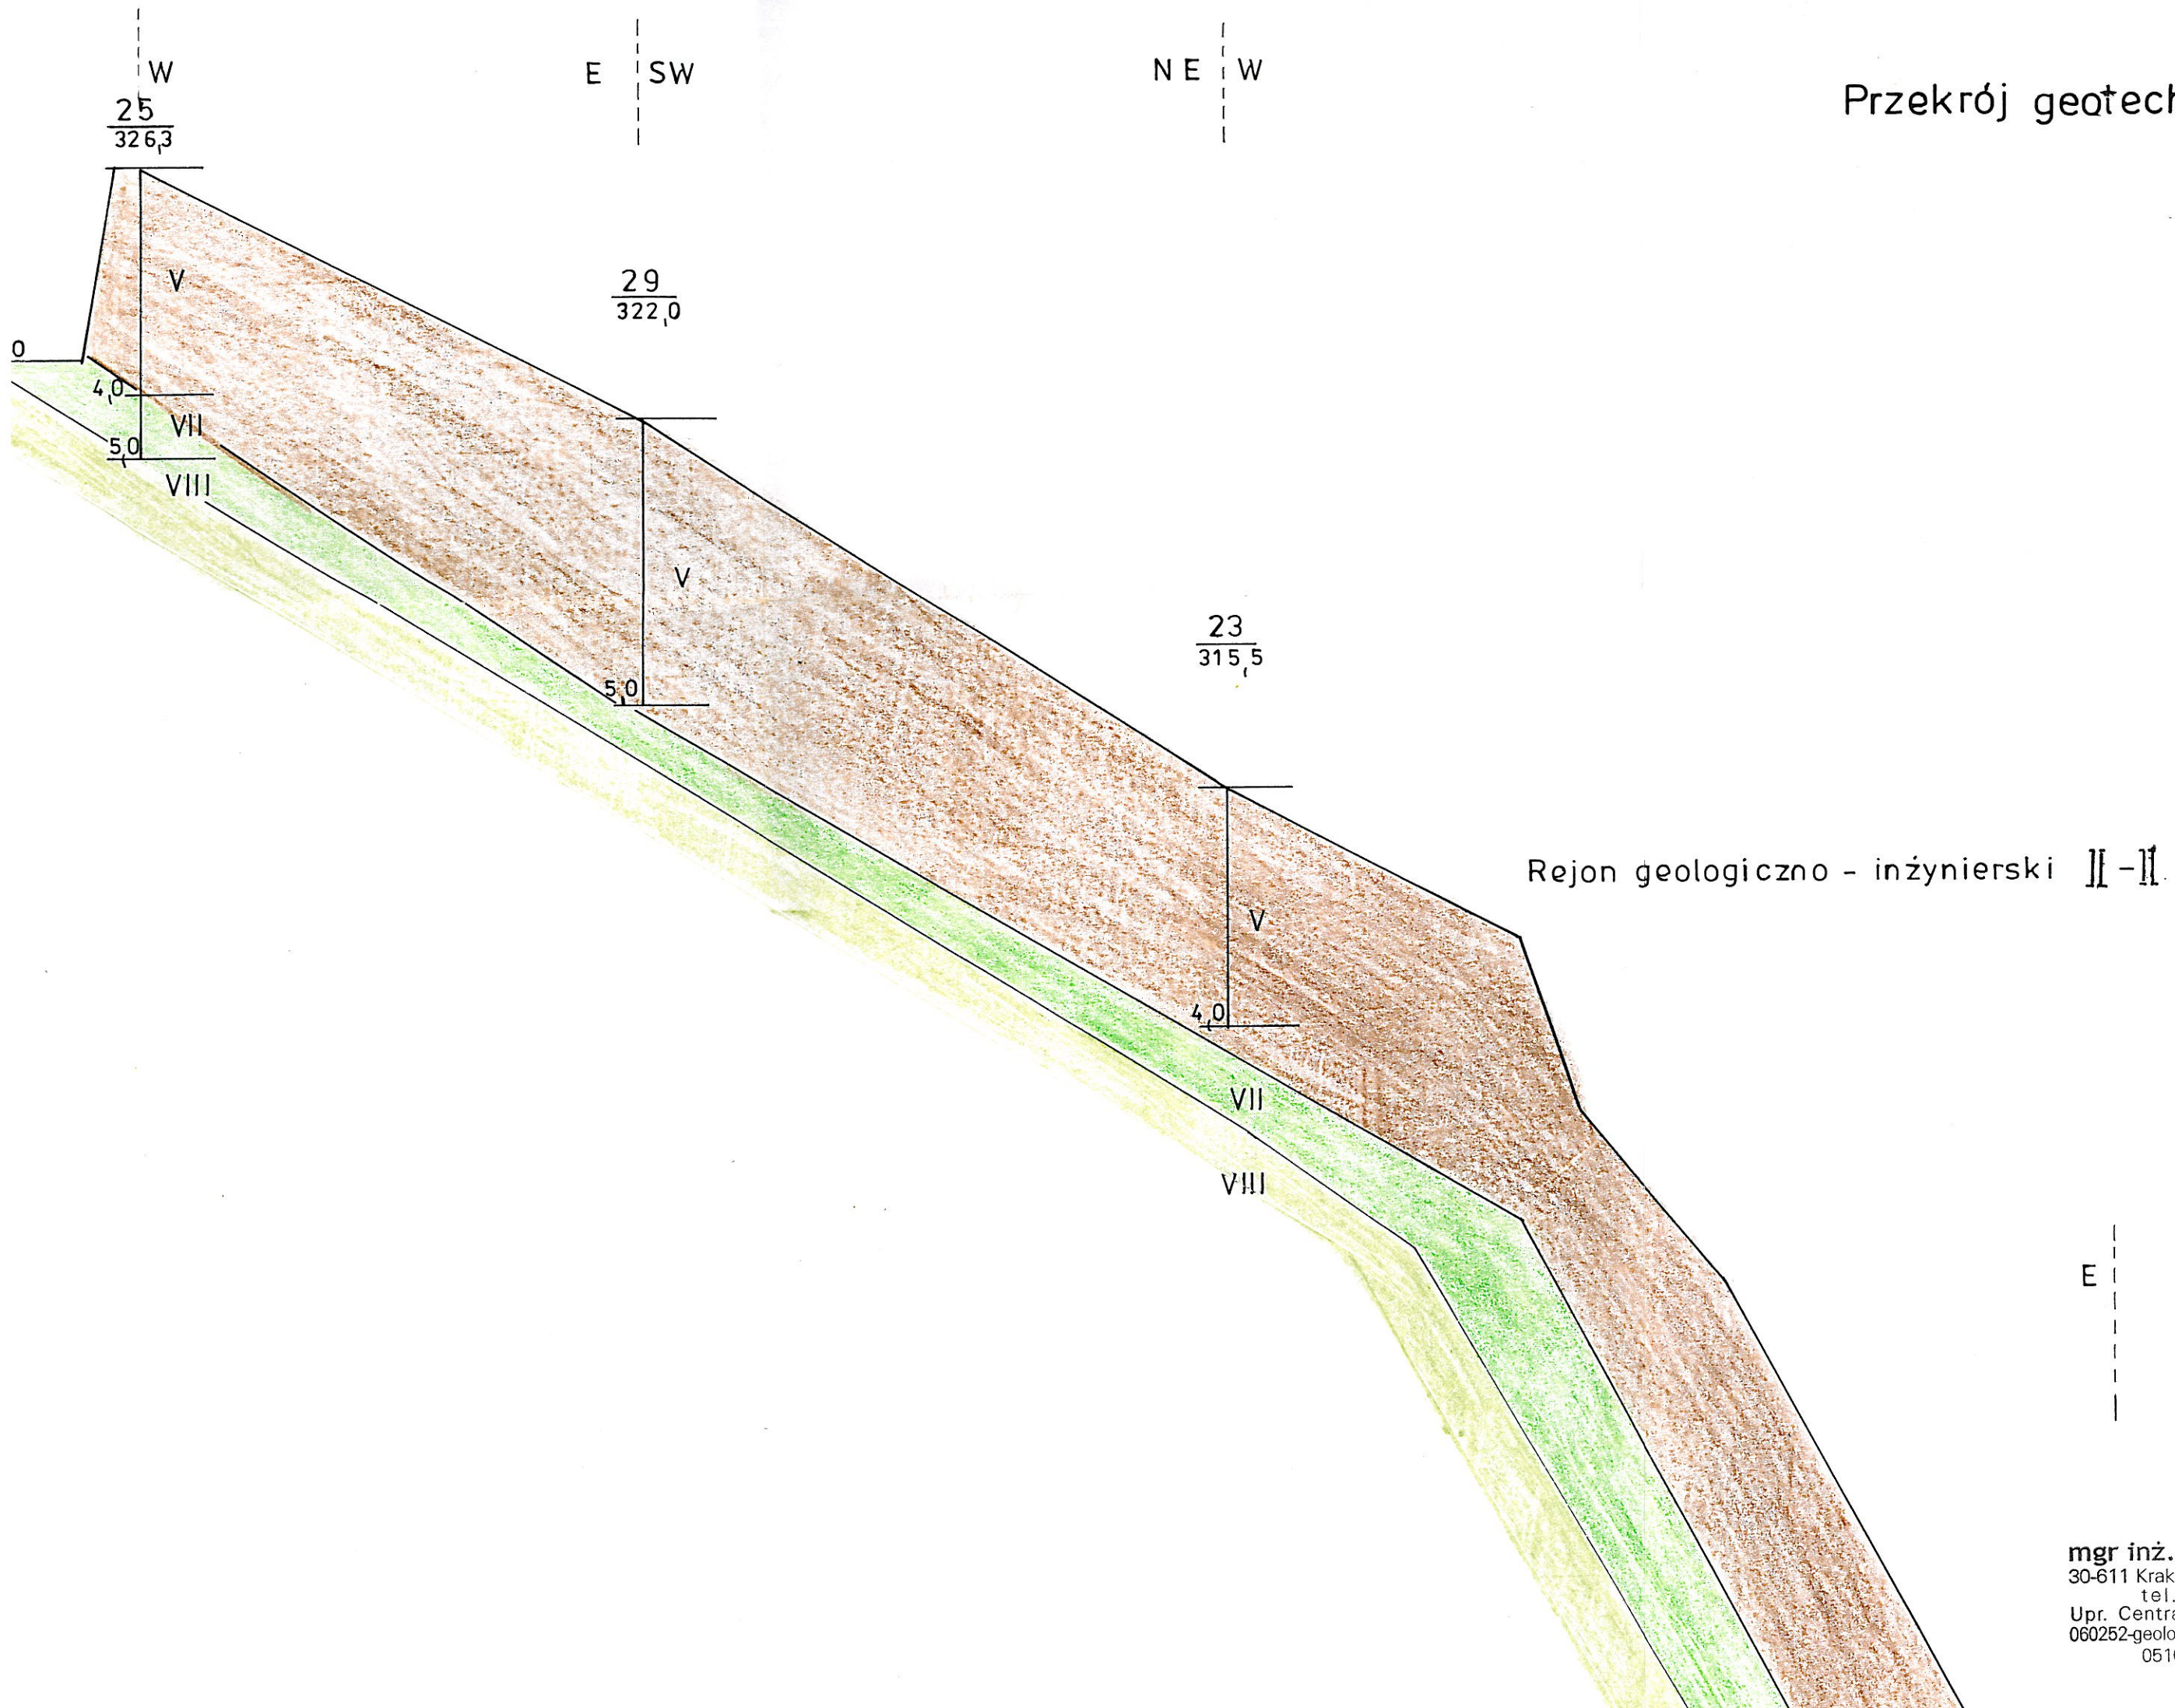 W
E SW
NE W
Przekrój geotech
25
326,3
V
29
322,0
0
4,0
VII
5,0
VIII
V
23
315,5
5,0
Rejon geologiczno - inżynierski II - II
V
4,0
VII
VIII
E
mgr inż.
30-611 Krak
tel.
Upr. Centra
060252-geolo
051